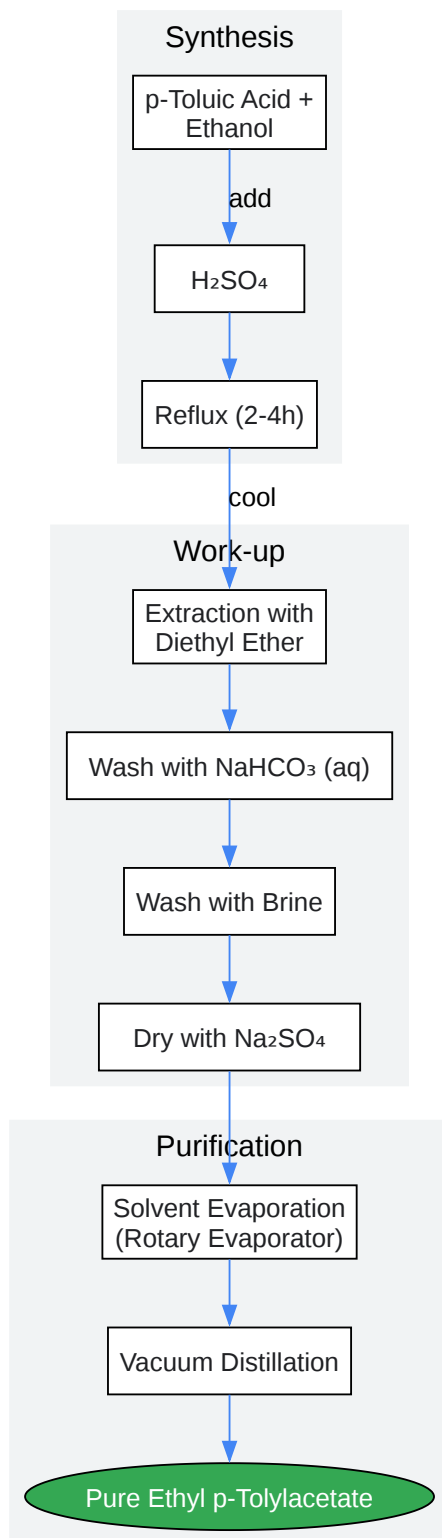 Synthesis
p-Toluic Acid +
Ethanol
add
H₂SO₄
Reflux (2-4h)
cool
Work-up
Extraction with
Diethyl Ether
Wash with NaHCO₃ (aq)
Wash with Brine
Dry with Na₂SO₄
Purification
Solvent Evaporation
(Rotary Evaporator)
Vacuum Distillation
Pure Ethyl p-Tolylacetate